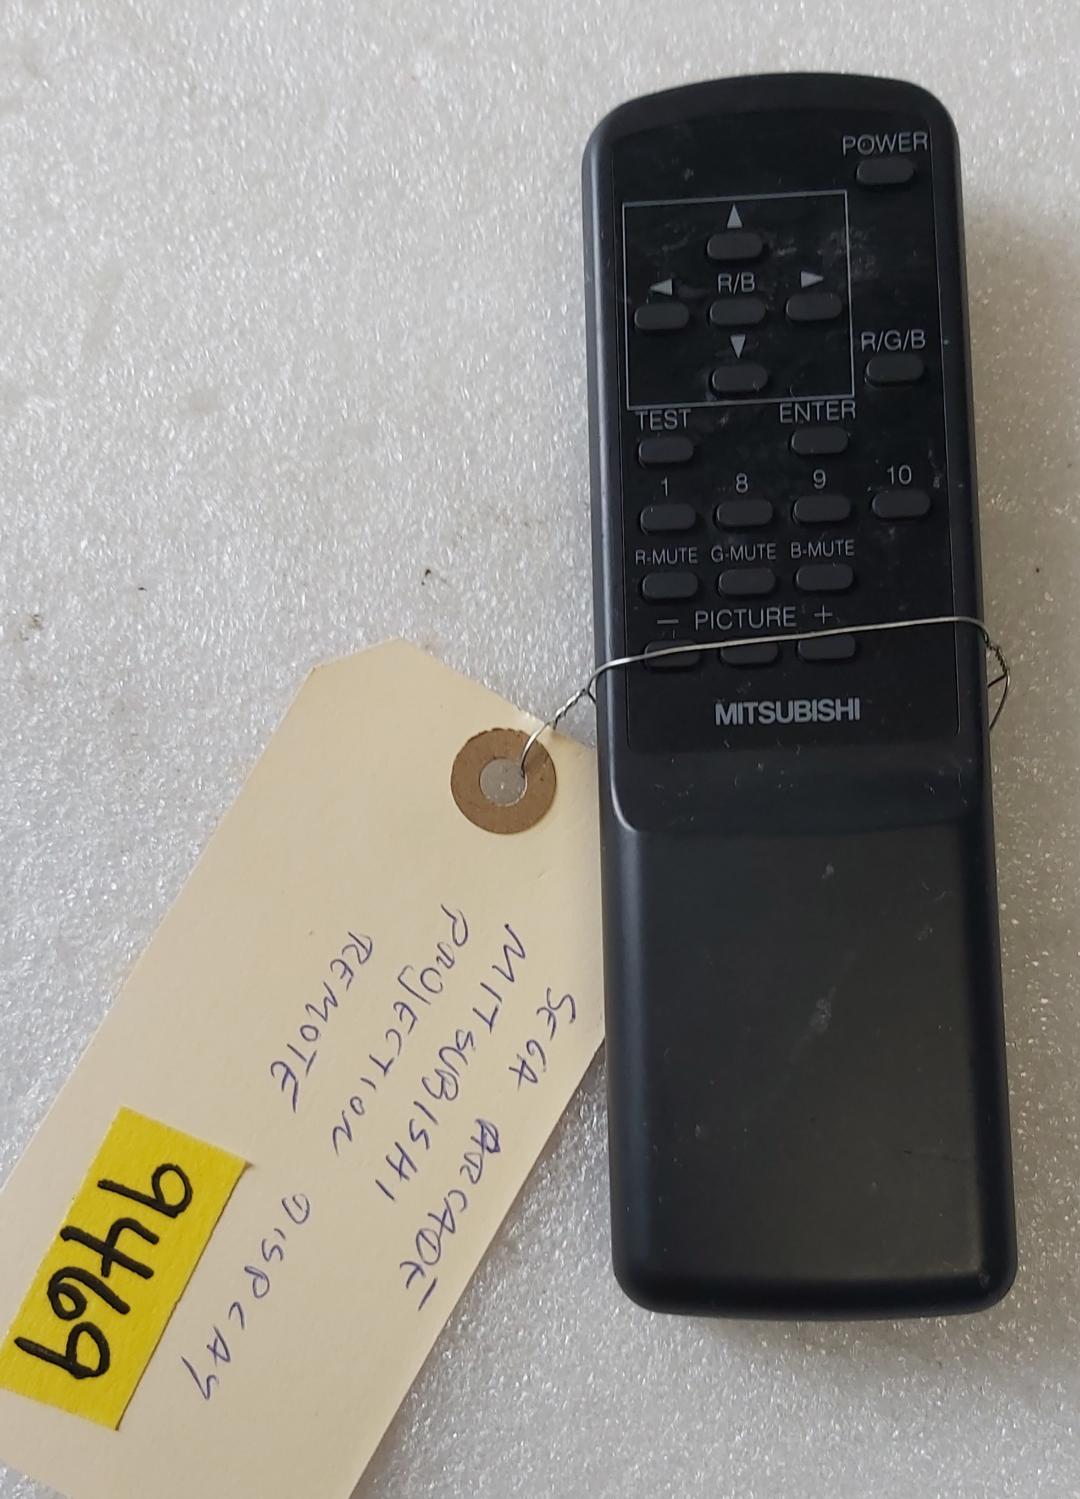 POWER
R/B
R/G/B
TEST ENTER
1 8 9 10
R-MUTE G-MUTE B-MUTE
— PICTURE +
MITSUBISHI
SEGA ARCADE
MITSUBISHI
PROJECTION DISPLAY
REMOTE
9469